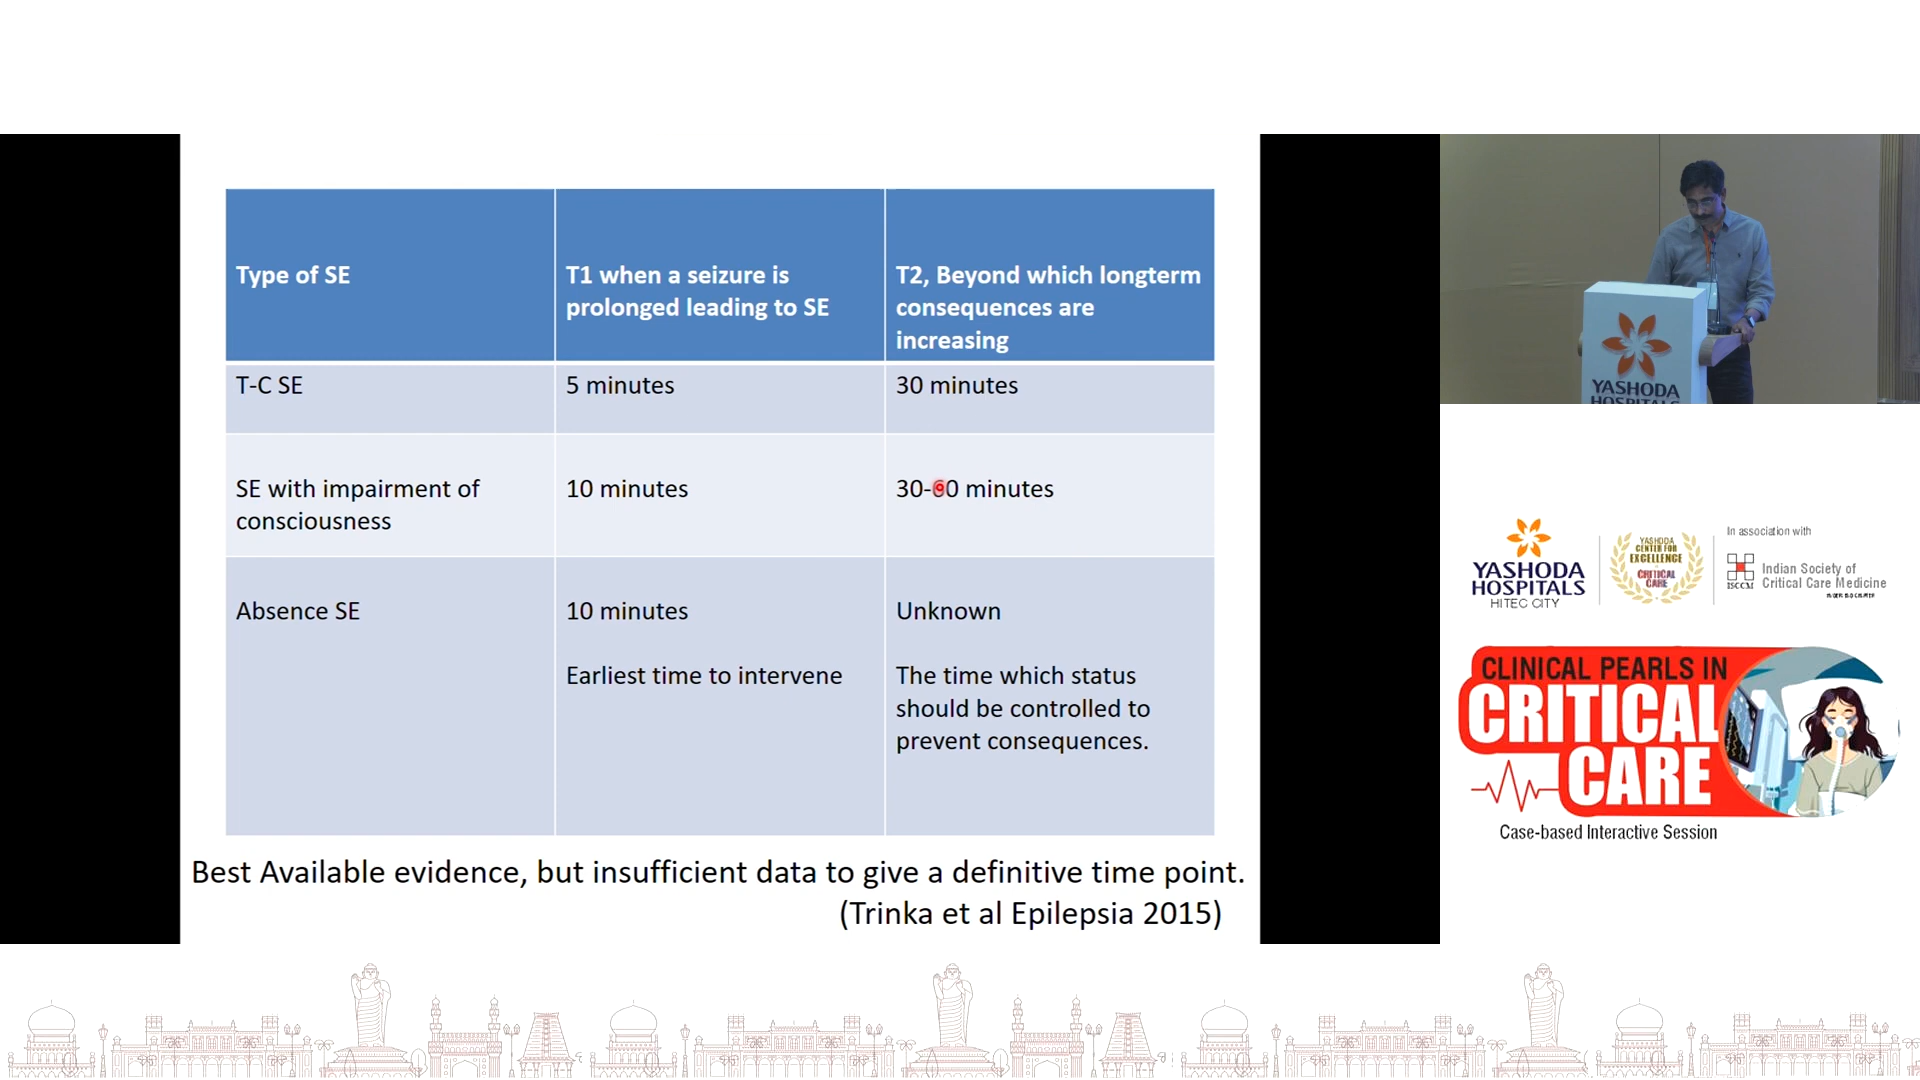 Type of SE
T1 when a seizure is
prolonged leading to SE
T2, Beyond which longterm
consequences are
increasing
T-C SE
5 minutes
30 minutes
SE with impairment of
consciousness
10 minutes
30-60 minutes
Absence SE
10 minutes
Earliest time to intervene
Unknown
The time which status
should be controlled to
prevent consequences.
Best Available evidence, but insufficient data to give a definitive time point.
(Trinka et al Epilepsia 2015)
YASHODA
HOSPITALS
YASHODA
HOSPITALS
HITEC CITY
YASHODA
CENTER FOR
EXCELLENCE
CRITICAL
CARE
In association with
ISCCM
Indian Society of
Critical Care Medicine
CLINICAL PEARLS IN
CRITICAL
CARE
Case-based Interactive Session